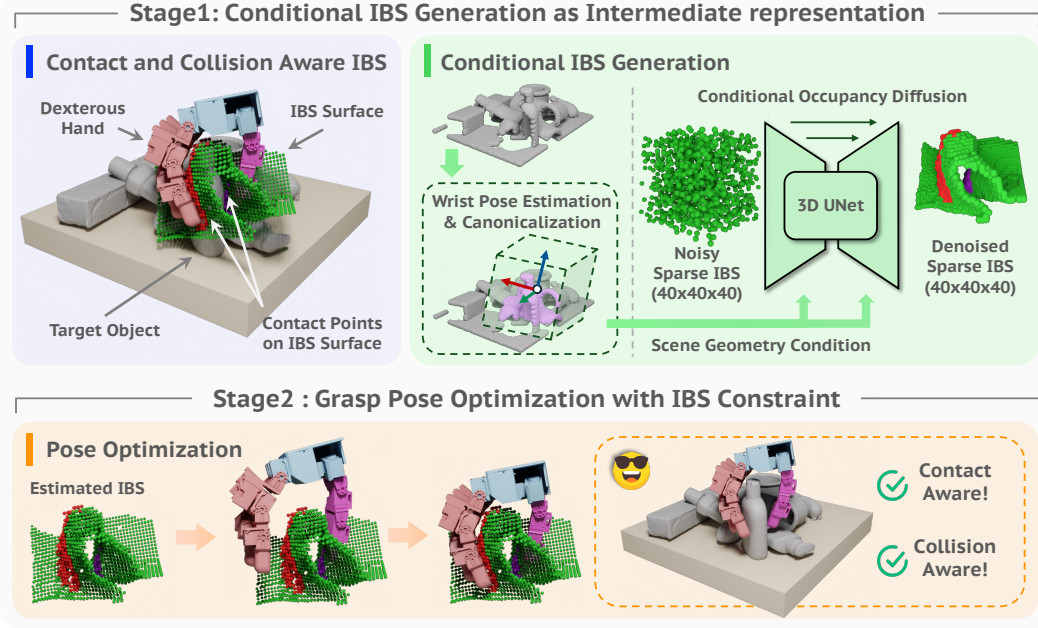 Stage1: Conditional IBS Generation as Intermediate representation
Contact and Collision Aware IBS
Dexterous
Hand
IBS Surface
Target Object
Contact Points
on IBS Surface
Conditional IBS Generation
Wrist Pose Estimation
& Canonicalization
Conditional Occupancy Diffusion
3D UNet
Noisy
Sparse IBS
(40x40x40)
Denoised
Sparse IBS
(40x40x40)
Scene Geometry Condition
Stage2 : Grasp Pose Optimization with IBS Constraint
Pose Optimization
Estimated IBS
Contact
Aware!
Collision
Aware!